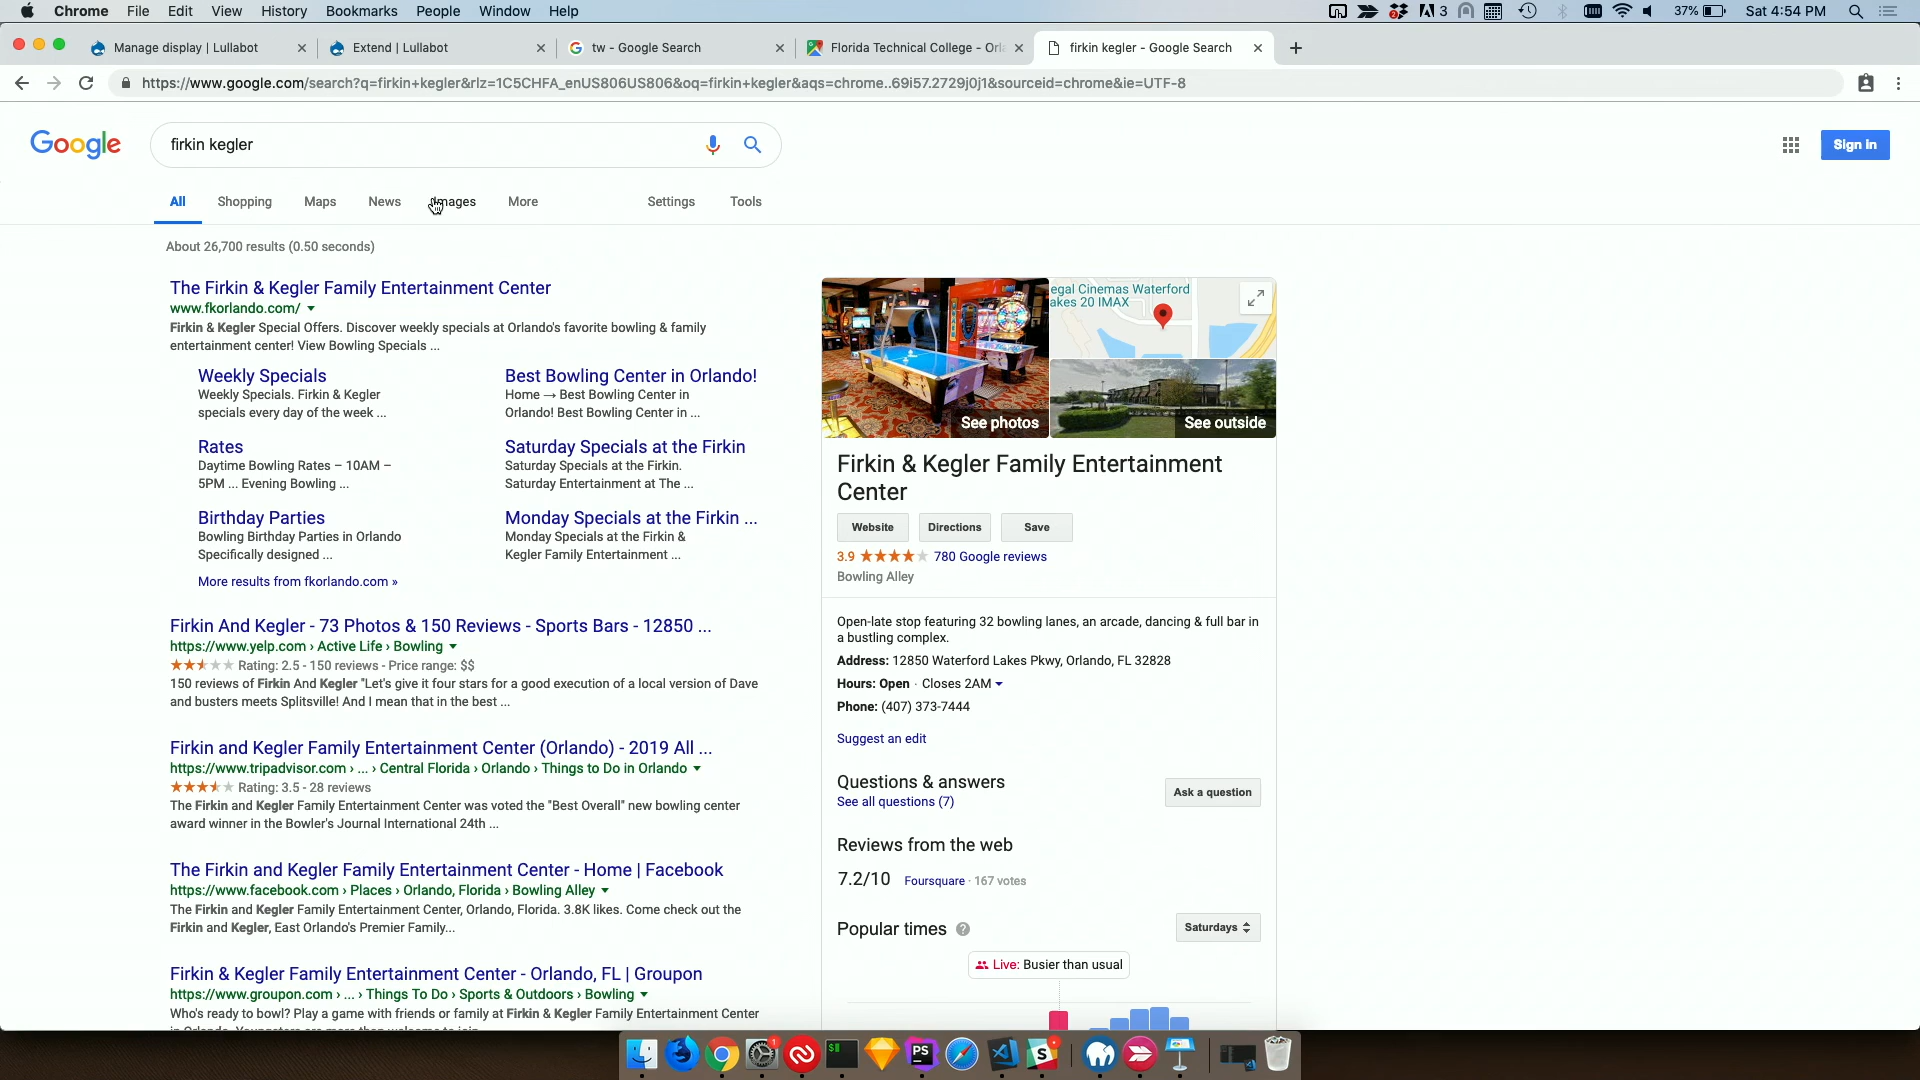 Chrome File Edit View History Bookmarks People Window Help 3 37% Sat 4:54 PM
Manage display | Lullabot Extend | Lullabot tw - Google Search Florida Technical College - Orla firkin kegler - Google Search
https://www.google.com/search?q=firkin+kegler&rlz=1C5CHFA_enUS806US806&oq=firkin+kegler&aqs=chrome..69i57.2729j0j1&sourceid=chrome&ie=UTF-8
Google firkin kegler Sign in
All Shopping Maps News Images More Settings Tools
About 26,700 results (0.50 seconds)
The Firkin & Kegler Family Entertainment Center
www.fkorlando.com/
Firkin & Kegler Special Offers. Discover weekly specials at Orlando's favorite bowling & family
entertainment center! View Bowling Specials ...
Weekly Specials
Weekly Specials. Firkin & Kegler
specials every day of the week ...
Best Bowling Center in Orlando!
Home → Best Bowling Center in
Orlando! Best Bowling Center in ...
Rates
Daytime Bowling Rates – 10AM –
5PM ... Evening Bowling ...
Saturday Specials at the Firkin
Saturday Specials at the Firkin.
Saturday Entertainment at The ...
Birthday Parties
Bowling Birthday Parties in Orlando
Specifically designed ...
Monday Specials at the Firkin ...
Monday Specials at the Firkin &
Kegler Family Entertainment ...
More results from fkorlando.com »
Firkin And Kegler - 73 Photos & 150 Reviews - Sports Bars - 12850 ...
https://www.yelp.com › Active Life › Bowling
Rating: 2.5 - 150 reviews - Price range: $$
150 reviews of Firkin And Kegler "Let's give it four stars for a good execution of a local version of Dave
and busters meets Splitsville! And I mean that in the best ...
Firkin and Kegler Family Entertainment Center (Orlando) - 2019 All ...
https://www.tripadvisor.com › ... › Central Florida › Orlando › Things to Do in Orlando
Rating: 3.5 - 28 reviews
The Firkin and Kegler Family Entertainment Center was voted the "Best Overall" new bowling center
award winner in the Bowler's Journal International 24th ...
The Firkin and Kegler Family Entertainment Center - Home | Facebook
https://www.facebook.com › Places › Orlando, Florida › Bowling Alley
The Firkin and Kegler Family Entertainment Center, Orlando, Florida. 3.8K likes. Come check out the
Firkin and Kegler, East Orlando's Premier Family...
Firkin & Kegler Family Entertainment Center - Orlando, FL | Groupon
https://www.groupon.com › ... › Things To Do › Sports & Outdoors › Bowling
Who's ready to bowl? Play a game with friends or family at Firkin & Kegler Family Entertainment Center
egal Cinemas Waterford
akes 20 IMAX
See photos
See outside
Firkin & Kegler Family Entertainment
Center
Website Directions Save
3.9 780 Google reviews
Bowling Alley
Open-late stop featuring 32 bowling lanes, an arcade, dancing & full bar in
a bustling complex.
Address: 12850 Waterford Lakes Pkwy, Orlando, FL 32828
Hours: Open · Closes 2AM
Phone: (407) 373-7444
Suggest an edit
Questions & answers
See all questions (7)
Ask a question
Reviews from the web
7.2/10 Foursquare · 167 votes
Popular times ? Saturdays
Live: Busier than usual
1 $ PS S